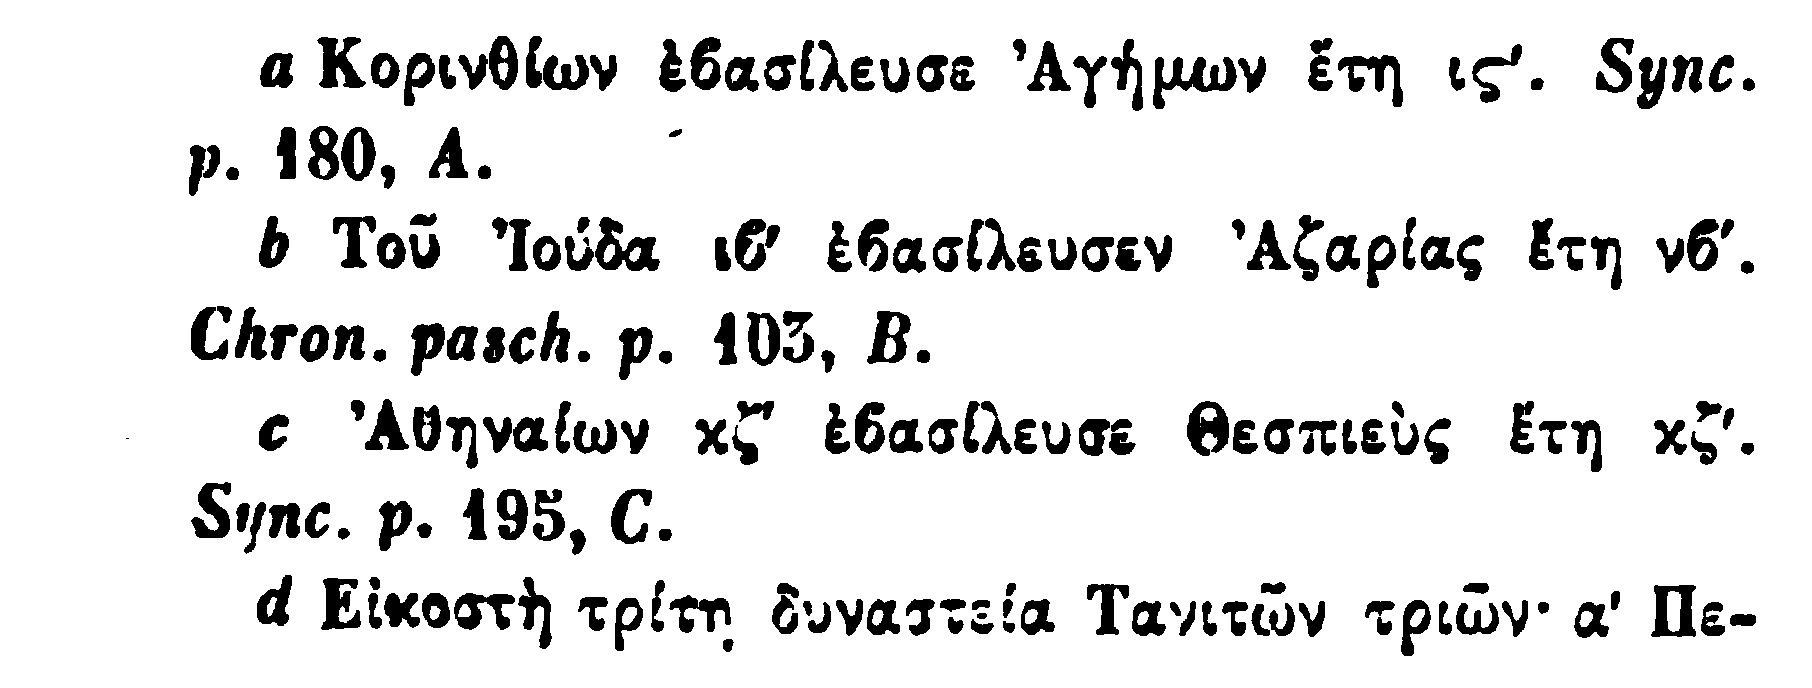 a Κορινθίων ἐϐασίλευσε Ἀγήμων ἔτη ις′. Sync.
p. 180, A.
b Τοῦ Ἰούδα ιϐ′ ἐϐασίλευσεν Ἀζαρίας ἔτη νϐ′.
Chron. pasch. p. 103, B.
c Ἀθηναίων κζ′ ἐϐασίλευσε Θεσπιεὺς ἔτη κζ′.
Sync. p. 195, C.
d Εἰκοστὴ τρίτη δυναστεία Τανιτῶν τριῶν· α′ Πε-